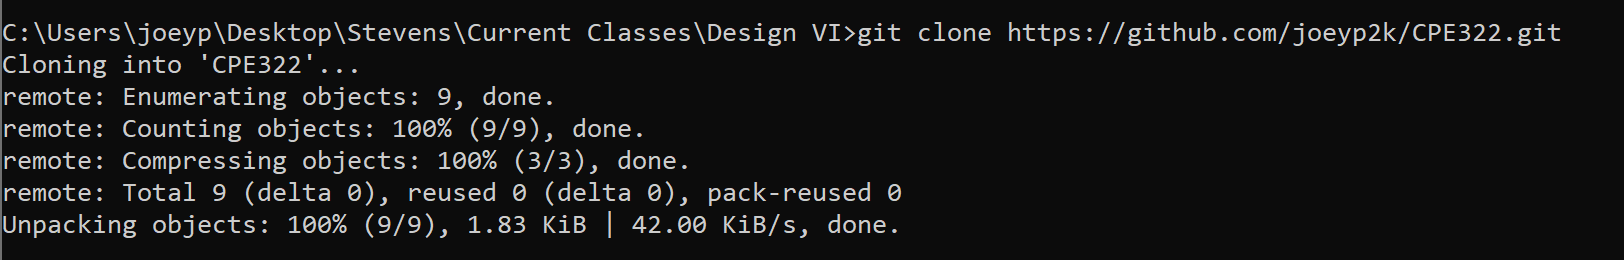 C:\Users\joeyp\Desktop\Stevens\Current Classes\Design VI>git clone https://github.com/joeyp2k/CPE322.git
Cloning into 'CPE322'...
remote: Enumerating objects: 9, done.
remote: Counting objects: 100% (9/9), done.
remote: Compressing objects: 100% (3/3), done.
remote: Total 9 (delta 0), reused 0 (delta 0), pack-reused 0
Unpacking objects: 100% (9/9), 1.83 KiB | 42.00 KiB/s, done.